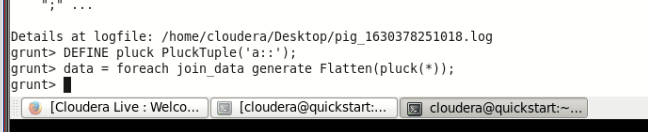 ";" ...
Details at logfile: /home/cloudera/Desktop/pig_1630378251018.log
grunt> DEFINE pluck PluckTuple('a::');
grunt> data = foreach join_data generate Flatten(pluck(*));
grunt>
[Cloudera Live : Welco... [cloudera@quickstart:... cloudera@quickstart:~...